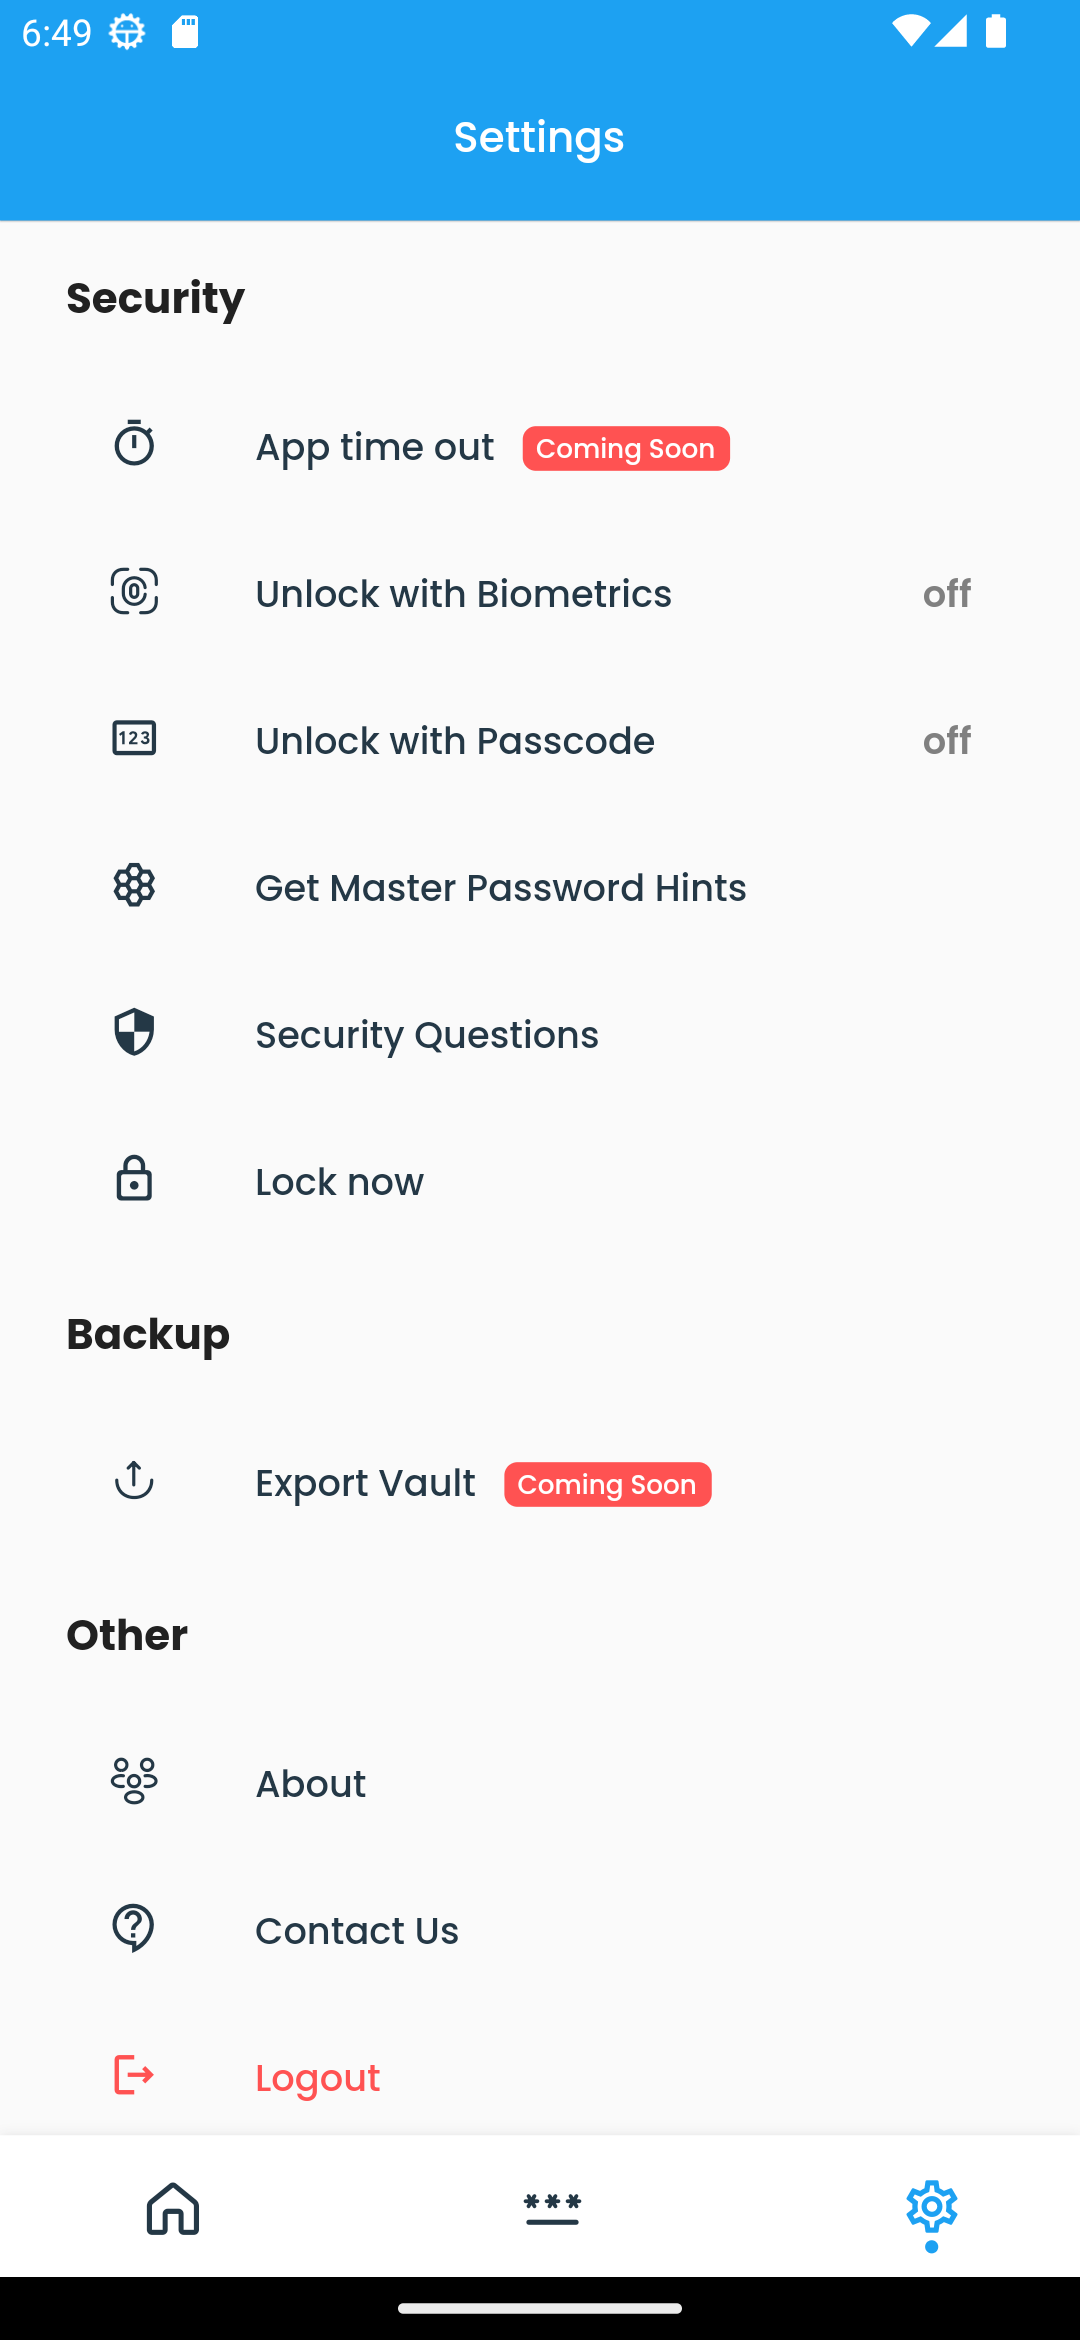 6:49
Settings
Security
App time out Coming Soon
Unlock with Biometrics off
123 Unlock with Passcode off
Get Master Password Hints
Security Questions
Lock now
Backup
Export Vault Coming Soon
Other
About
Contact Us
Logout